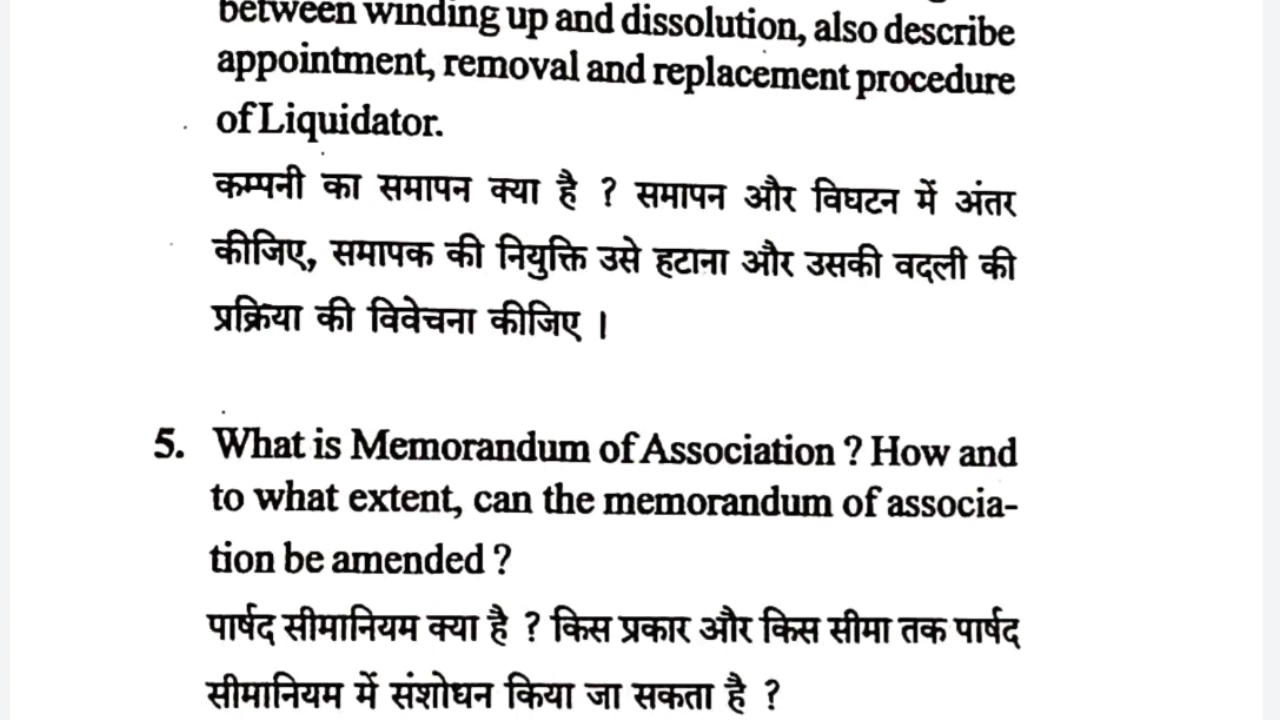 between winding up and dissolution, also describe
appointment, removal and replacement procedure
of Liquidator.
कम्पनी का समापन क्या है ? समापन और विघटन में अंतर
कीजिए, समापक की नियुक्ति उसे हटाना और उसकी वदली की
प्रक्रिया की विवेचना कीजिए ।
5. What is Memorandum of Association ? How and
to what extent, can the memorandum of associa-
tion be amended ?
पार्षद सीमानियम क्या है ? किस प्रकार और किस सीमा तक पार्षद
सीमानियम में संशोधन किया जा सकता है ?